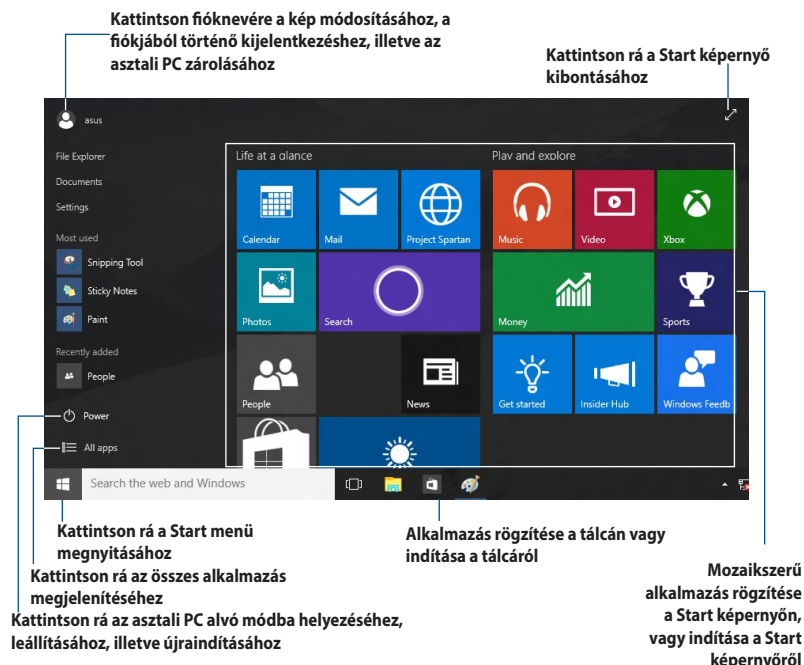 Kattintson fióknevére a kép módosításához, a
fiókjából történő kijelentkezéshez, illetve az
asztali PC zárolásához
Kattintson rá a Start képernyő
kibontásához
asus
File Explorer
Documents
Settings
Most used
Snipping Tool
Sticky Notes
Paint
Recently added
People
Power
All apps
Life at a glance
Calendar
Mail
Project Spartan
Photos
Search
People
News
Play and explore
Music
Video
Xbox
Money
Sports
Get started
Insider Hub
Windows Feedb
Search the web and Windows
Kattintson rá a Start menü
megnyitásához
Kattintson rá az összes alkalmazás
megjelenítéséhez
Kattintson rá az asztali PC alvó módba helyezéséhez,
leállításához, illetve újraindításához
Alkalmazás rögzítése a tálcán vagy
indítása a tálcáról
Mozaikszerű
alkalmazás rögzítése
a Start képernyőn,
vagy indítása a Start
képernyőről